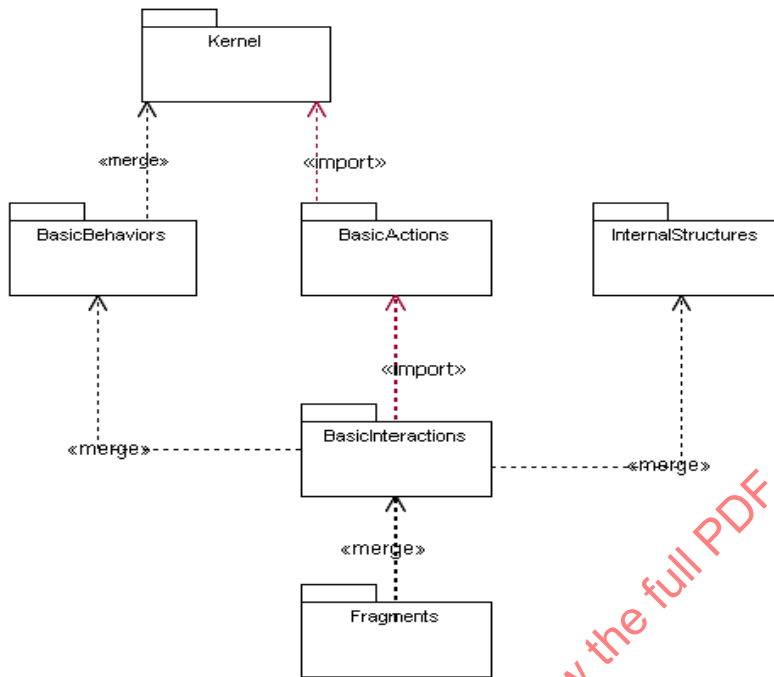 Kernel
«merge»
«import»
BasicBehaviors
BasicActions
InternalStructures
«import»
BasicInteractions
«merge»
«merge»
«merge»
Fragments
the full PDF